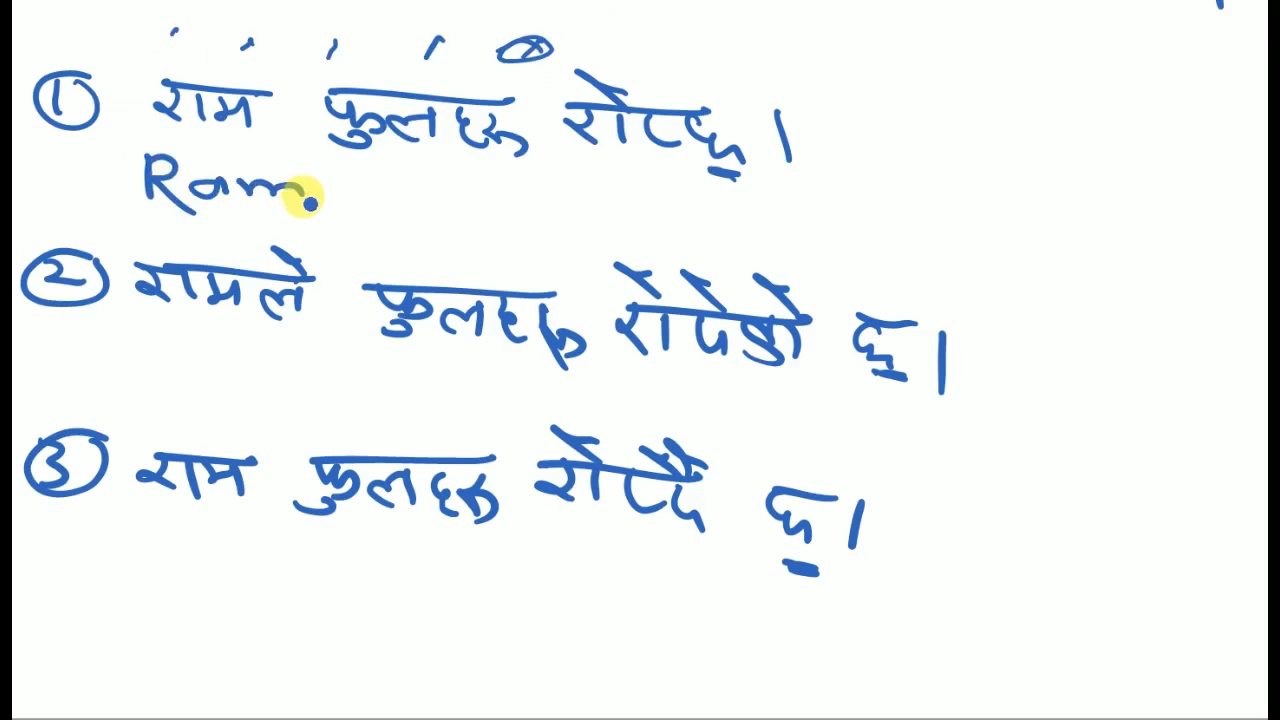 ① राम फुलहरू रोप्छ।
Ram
② रामले फुलहरू रोपेको छ।
③ राम फुलहरू रोप्दै छ।